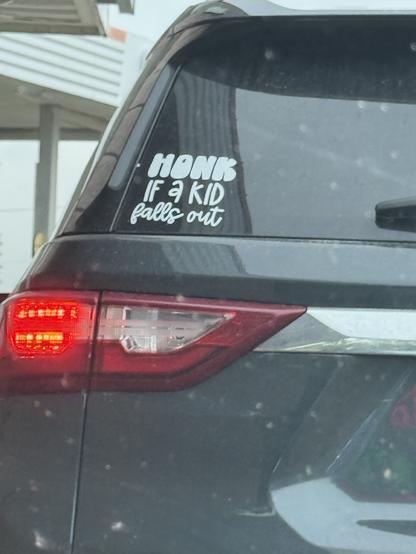 HONK
IF a KID
falls out